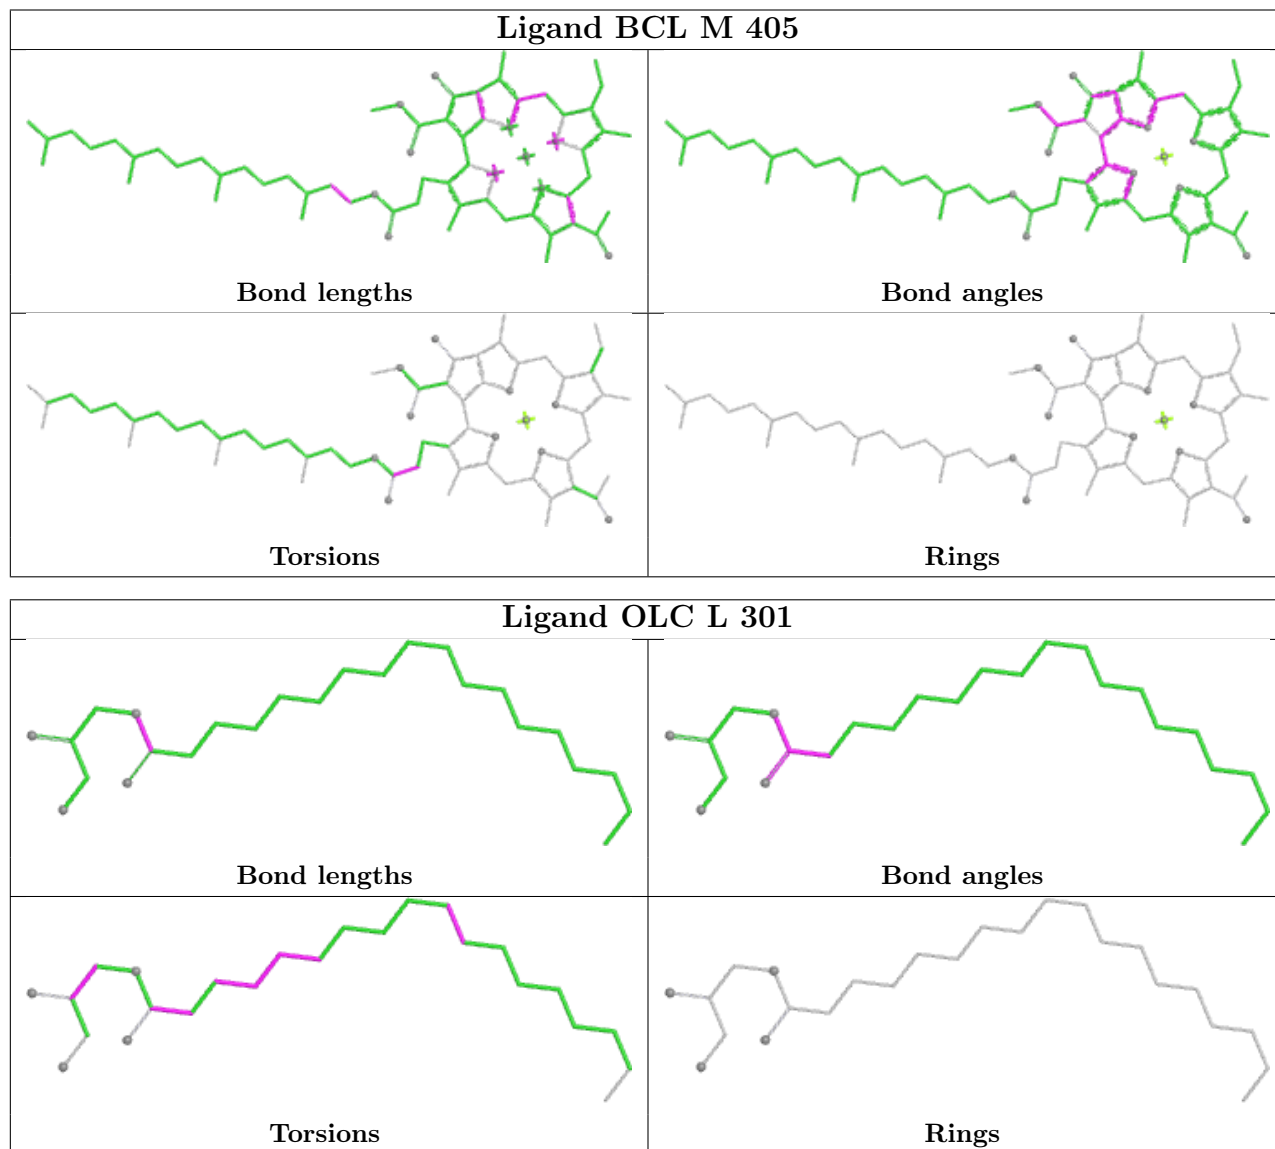 Ligand BCL M 405
Bond lengths
Bond angles
Torsions
Rings
Ligand OLC L 301
Bond lengths
Bond angles
Torsions
Rings